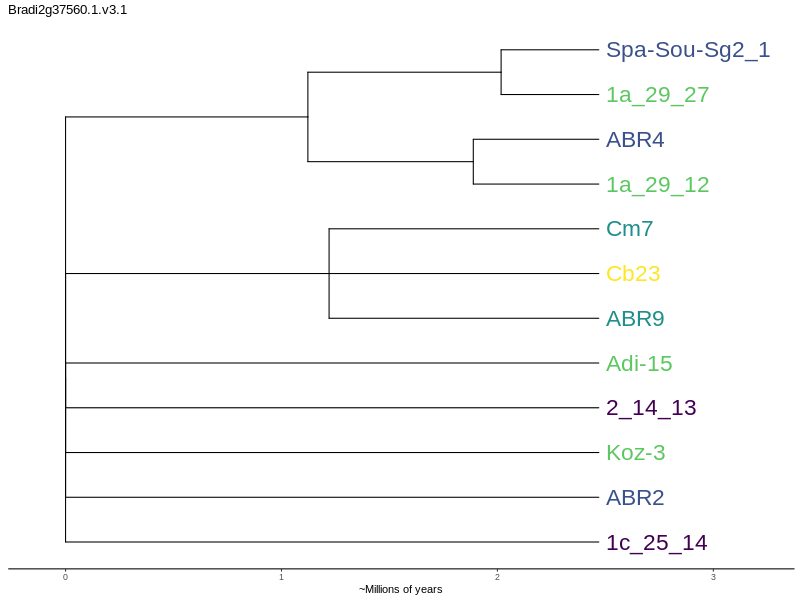 Bradi2g37560.1.v3.1
Spa-Sou-Sg2_1
1a_29_27
ABR4
1a_29_12
Cm7
Cb23
ABR9
Adi-15
2_14_13
Koz-3
ABR2
1c_25_14
0 1 2 3
~Millions of years